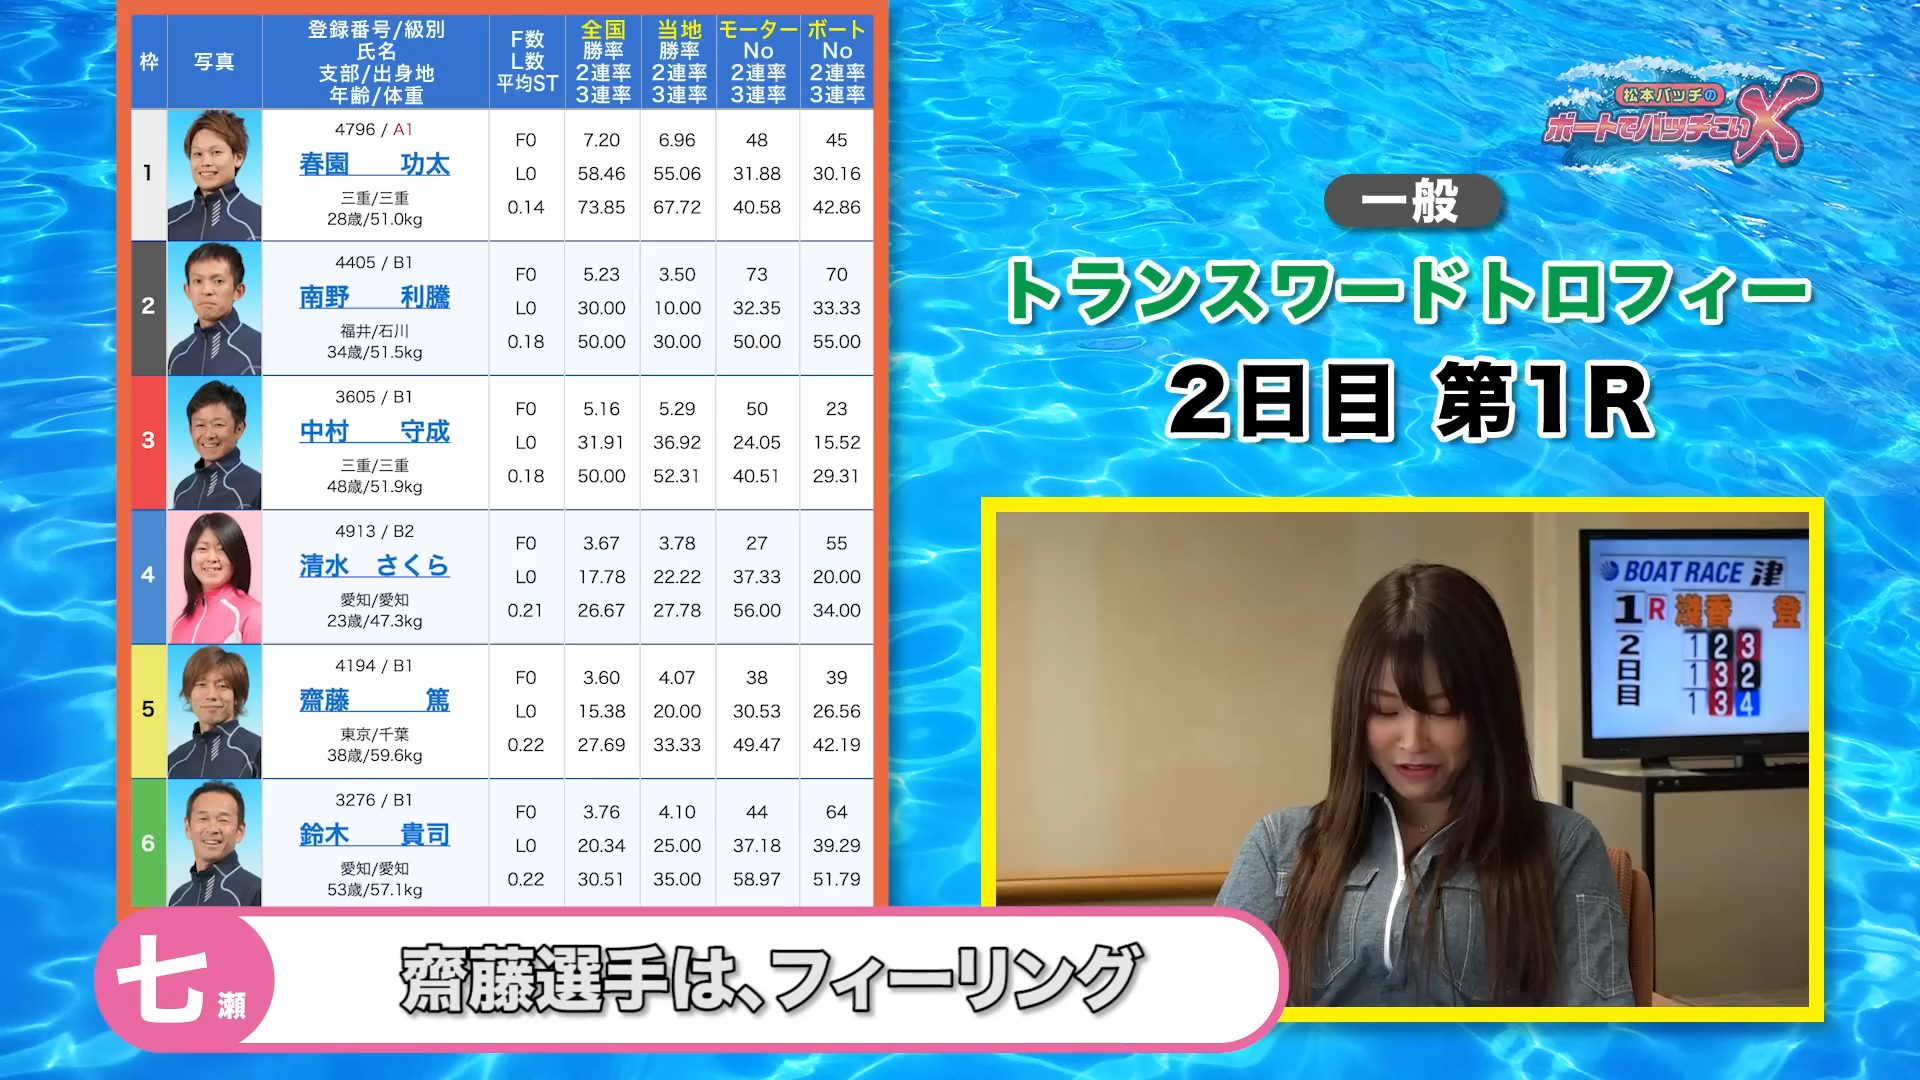 枠
写真
登録番号/級別
氏名
支部/出身地
年齢/体重
F数
L数
平均ST
全国
勝率
2連率
3連率
当地
勝率
2連率
3連率
モーター
No
2連率
3連率
ボート
No
2連率
3連率
1
4796 / A1
春園 功太
三重/三重
28歳/51.0kg
F0 7.20 6.96 48 45
L0 58.46 55.06 31.88 30.16
0.14 73.85 67.72 40.58 42.86
2
4405 / B1
南野 利騰
福井/石川
34歳/51.5kg
F0 5.23 3.50 73 70
L0 30.00 10.00 32.35 33.33
0.18 50.00 30.00 50.00 55.00
3
3605 / B1
中村 守成
三重/三重
48歳/51.9kg
F0 5.16 5.29 50 23
L0 31.91 36.92 24.05 15.52
0.18 50.00 52.31 40.51 29.31
4
4913 / B2
清水 さくら
愛知/愛知
23歳/47.3kg
F0 3.67 3.78 27 55
L0 17.78 22.22 37.33 20.00
0.21 26.67 27.78 56.00 34.00
5
4194 / B1
齋藤 篤
東京/千葉
38歳/59.6kg
F0 3.60 4.07 38 39
L0 15.38 20.00 30.53 26.56
0.22 27.69 33.33 49.47 42.19
6
3276 / B1
鈴木 貴司
愛知/愛知
53歳/57.1kg
F0 3.76 4.10 44 64
L0 20.34 25.00 37.18 39.29
0.22 30.51 35.00 58.97 51.79
松本バッチの
ボートでバッチこいX
一般
トランスワードトロフィー
2日目 第1R
BOAT RACE 津
1R 淺香 登
2日目
1 2 3
1 3 2
1 3 4
七瀬
齋藤選手は、フィーリング